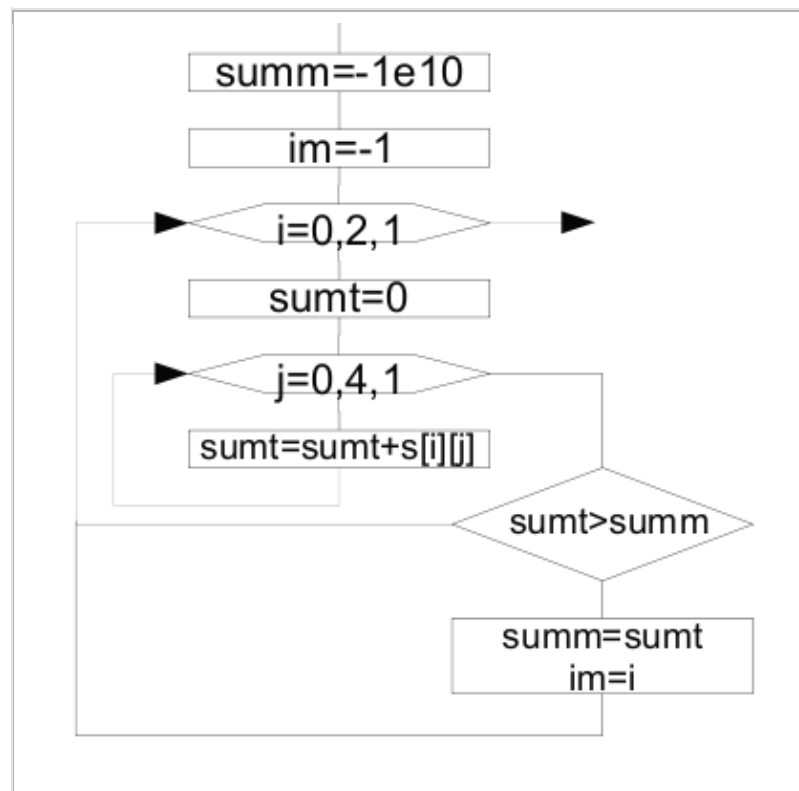 summ=-1e10
im=-1
i=0,2,1
sumt=0
j=0,4,1
sumt=sumt+s[i][j]
sumt>summ
summ=sumt
im=i